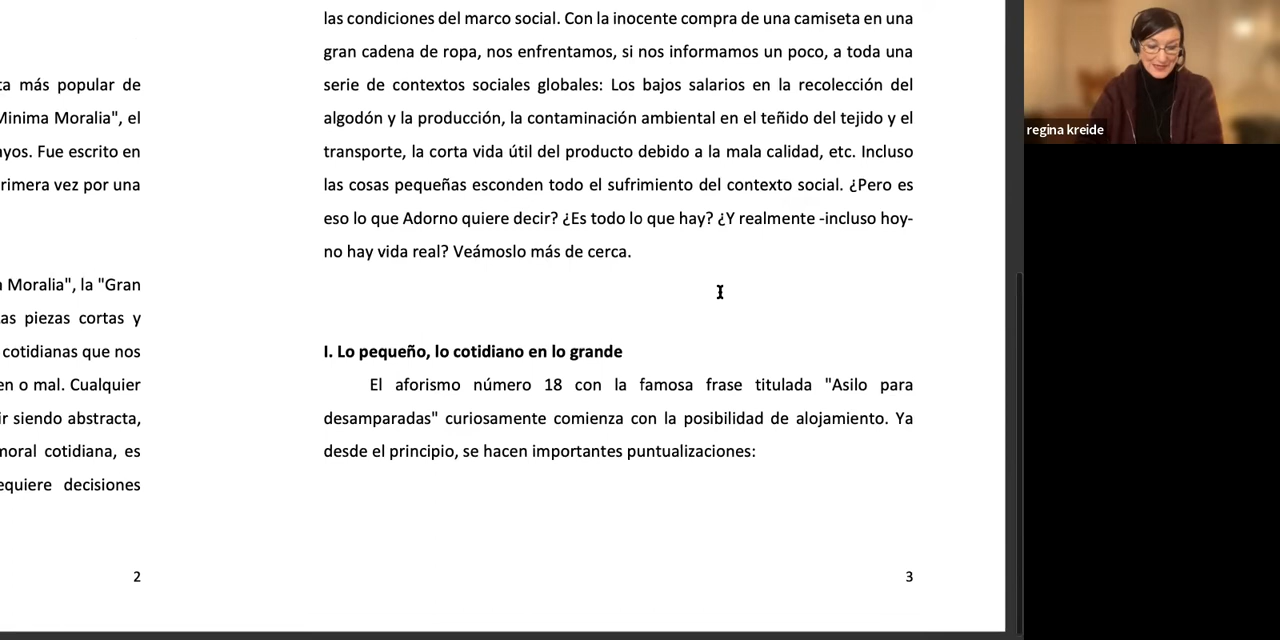 ta más popular de
Minima Moralia", el
yos. Fue escrito en
rimera vez por una
Moralia", la "Gran
as piezas cortas y
cotidianas que nos
en o mal. Cualquier
ir siendo abstracta,
moral cotidiana, es
equiere decisiones
2
las condiciones del marco social. Con la inocente compra de una camiseta en una
gran cadena de ropa, nos enfrentamos, si nos informamos un poco, a toda una
serie de contextos sociales globales: Los bajos salarios en la recolección del
algodón y la producción, la contaminación ambiental en el teñido del tejido y el
transporte, la corta vida útil del producto debido a la mala calidad, etc. Incluso
las cosas pequeñas esconden todo el sufrimiento del contexto social. ¿Pero es
eso lo que Adorno quiere decir? ¿Es todo lo que hay? ¿Y realmente -incluso hoy-
no hay vida real? Veámoslo más de cerca.
I. Lo pequeño, lo cotidiano en lo grande
El aforismo número 18 con la famosa frase titulada "Asilo para
desamparadas" curiosamente comienza con la posibilidad de alojamiento. Ya
desde el principio, se hacen importantes puntualizaciones:
3
regina kreide